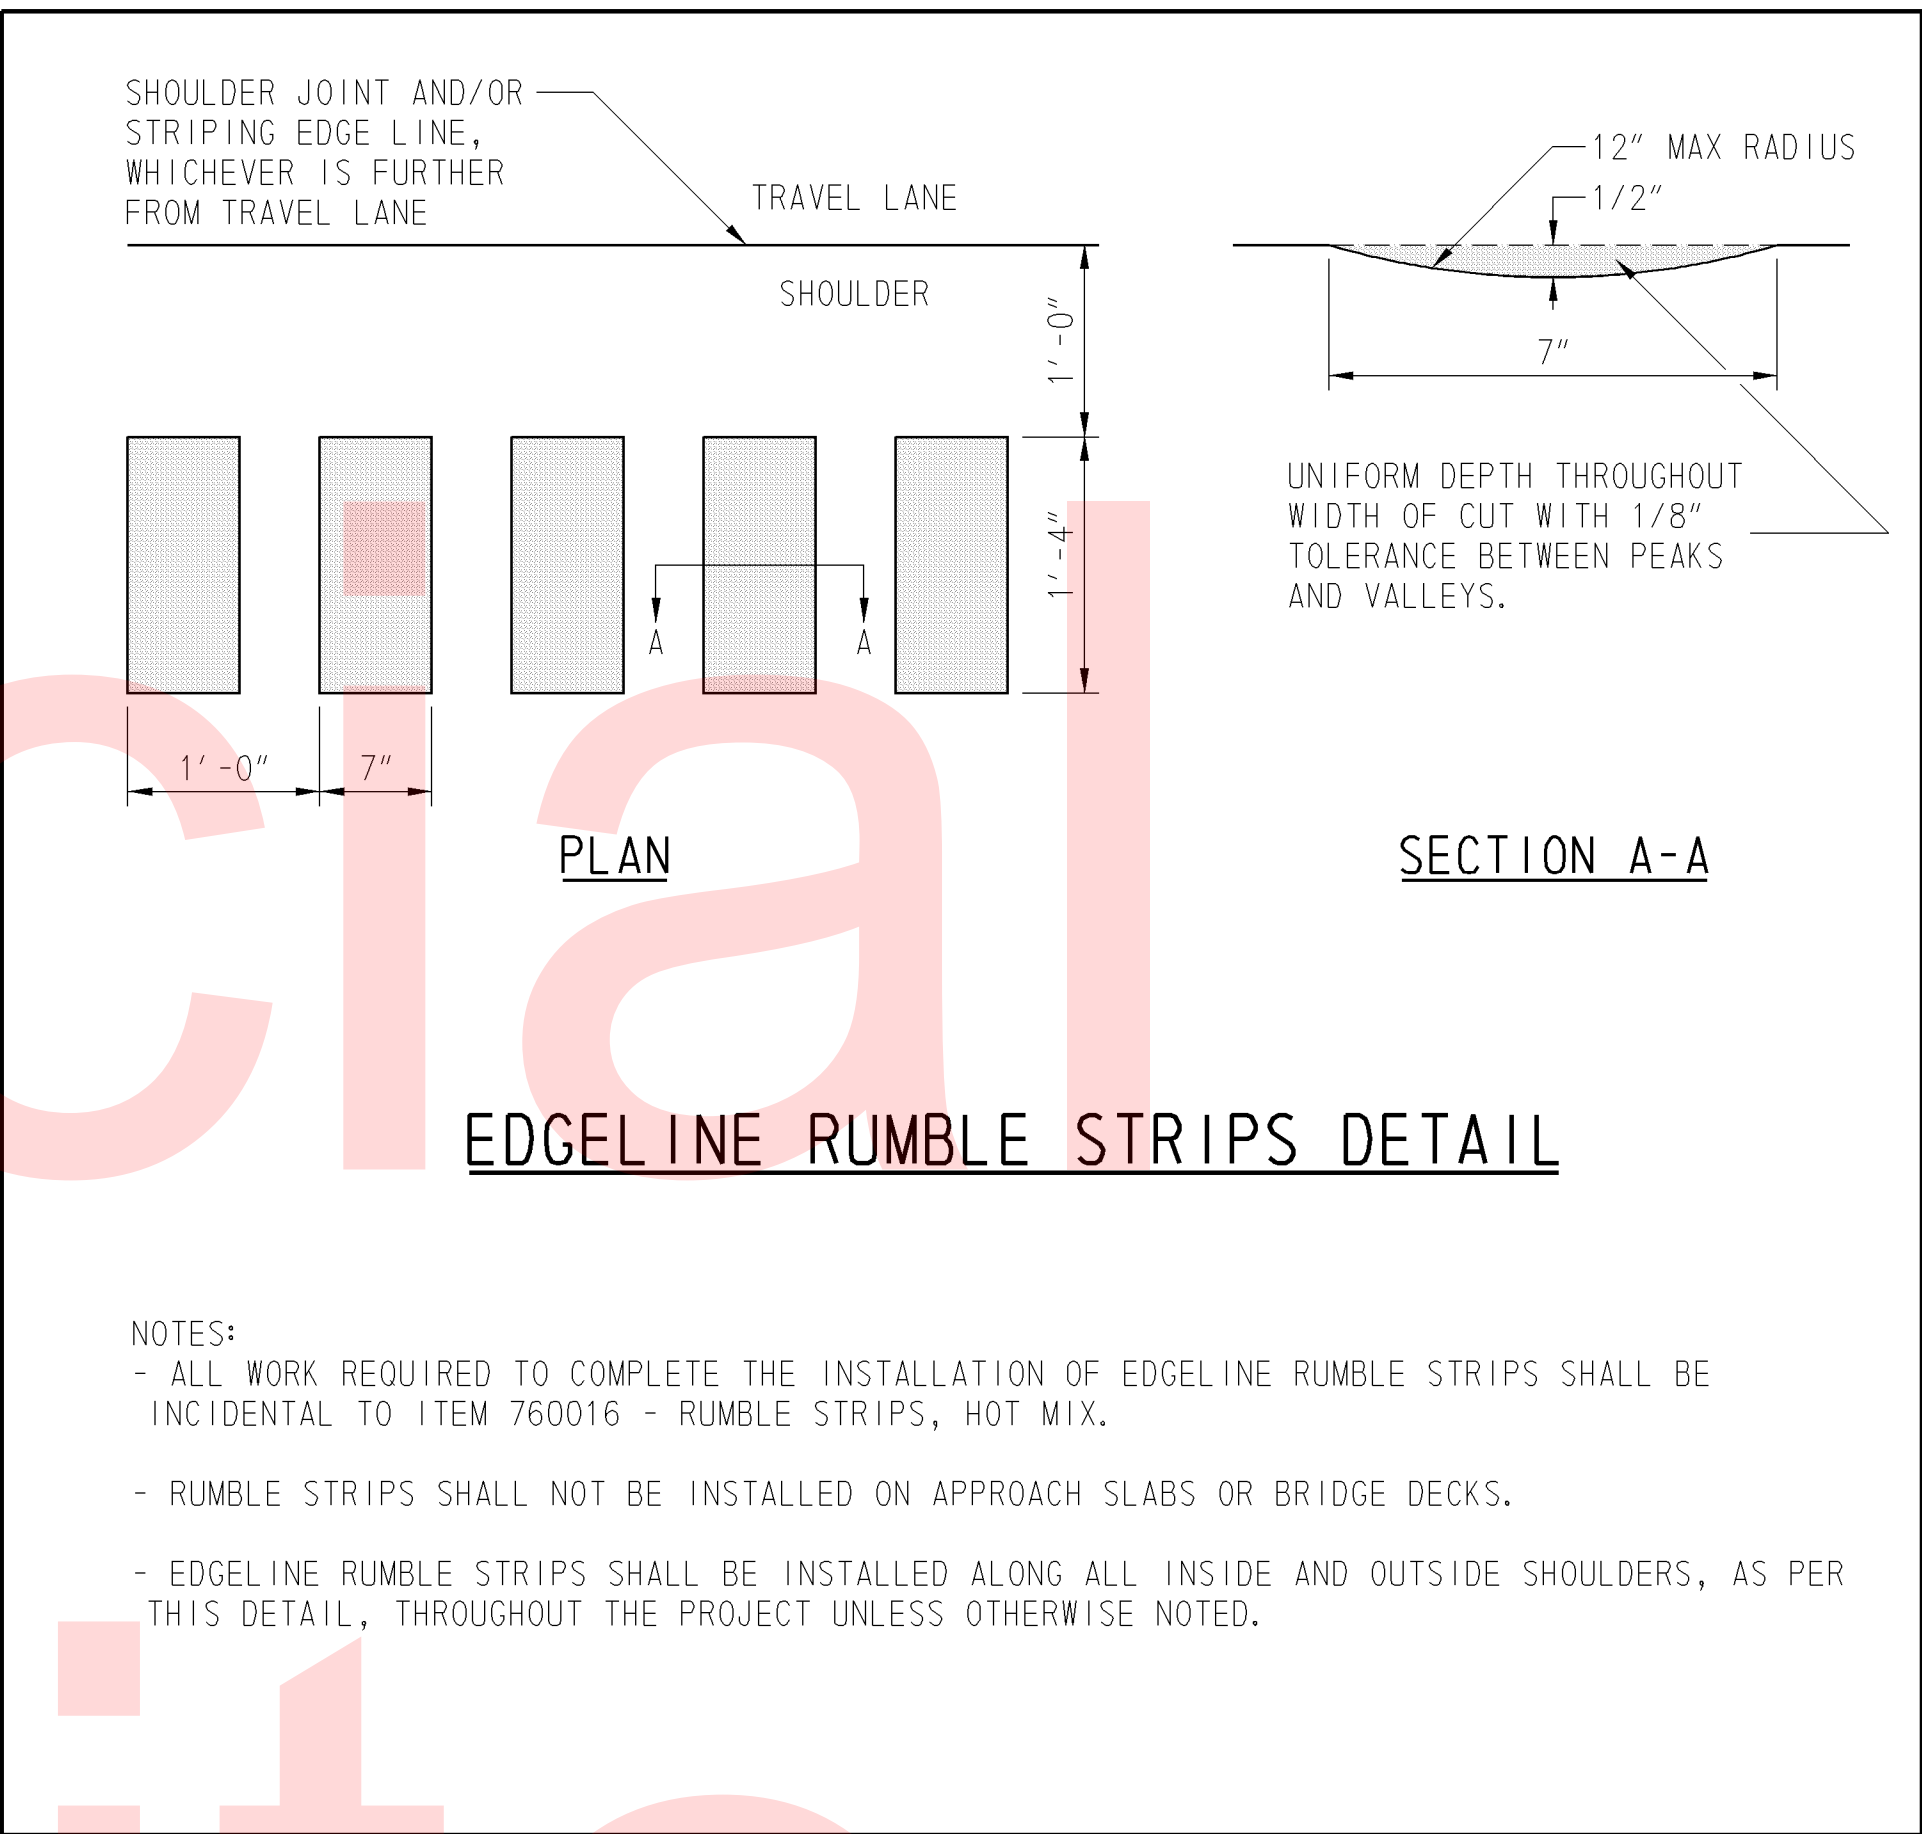 SHOULDER JOINT AND/OR
STRIPING EDGE LINE,
WHICHEVER IS FURTHER
FROM TRAVEL LANE
TRAVEL LANE
SHOULDER
1'-0"
1'-4"
A
A
1'-0"
7"
PLAN
12" MAX RADIUS
1/2"
7"
UNIFORM DEPTH THROUGHOUT
WIDTH OF CUT WITH 1/8"
TOLERANCE BETWEEN PEAKS
AND VALLEYS.
SECTION A-A
cial
EDGELINE RUMBLE STRIPS DETAIL
NOTES:
- ALL WORK REQUIRED TO COMPLETE THE INSTALLATION OF EDGELINE RUMBLE STRIPS SHALL BE
INCIDENTAL TO ITEM 760016 - RUMBLE STRIPS, HOT MIX.
- RUMBLE STRIPS SHALL NOT BE INSTALLED ON APPROACH SLABS OR BRIDGE DECKS.
- EDGELINE RUMBLE STRIPS SHALL BE INSTALLED ALONG ALL INSIDE AND OUTSIDE SHOULDERS, AS PER
THIS DETAIL, THROUGHOUT THE PROJECT UNLESS OTHERWISE NOTED.